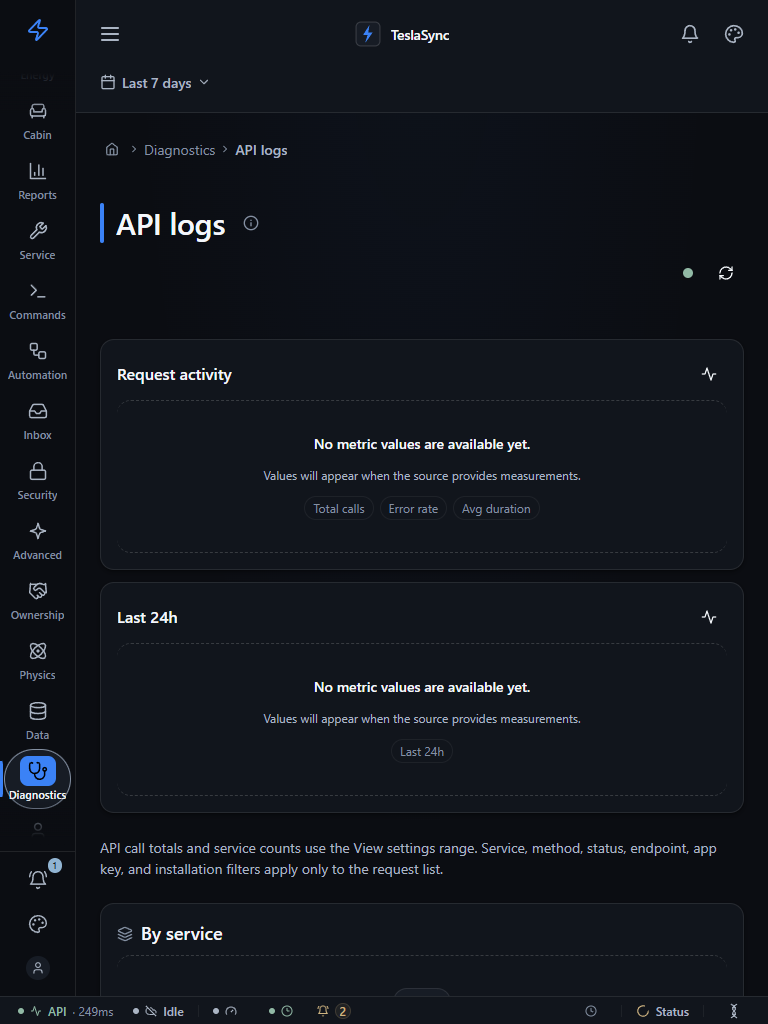 TeslaSync
Last 7 days
Energy
Cabin
Reports
Service
Commands
Automation
Inbox
Security
Advanced
Ownership
Physics
Data
Diagnostics
1
Diagnostics > API logs
API logs
Request activity
No metric values are available yet.
Values will appear when the source provides measurements.
Total calls Error rate Avg duration
Last 24h
No metric values are available yet.
Values will appear when the source provides measurements.
Last 24h
API call totals and service counts use the View settings range. Service, method, status, endpoint, app
key, and installation filters apply only to the request list.
By service
API · 249ms Idle 2 Status